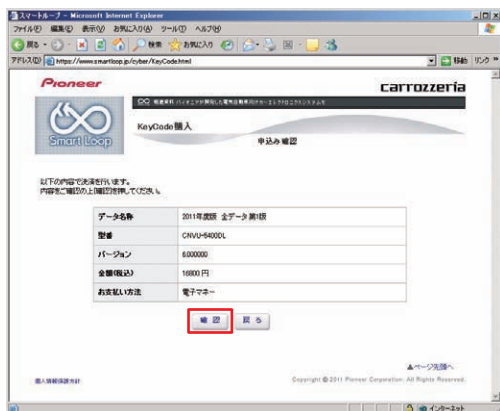 スマートループ - Microsoft Internet Explorer
ファイル(F) 編集(E) 表示(V) お気に入り(A) ツール(T) ヘルプ(H)
戻る 検索 お気に入り
アドレス(D) https://www.smartloop.jp/cyber/KeyCode.html 移動 リンク
Pioneer carrozzeria
Smart Loop
KeyCode購入
申込み確認
以下の内容で決済を行います。
内容をご確認の上[確認]を押してください。
データ名称 2011年度版 全データ 第1版
型番 CNVU-5400DL
バージョン 6.000000
金額(税込) 16800 円
お支払い方法 電子マネー
確認 戻る
▲ページ先頭へ
個人情報保護方針 Copyright © 2011 Pioneer Corporation. All Rights Reserved.
インターネット